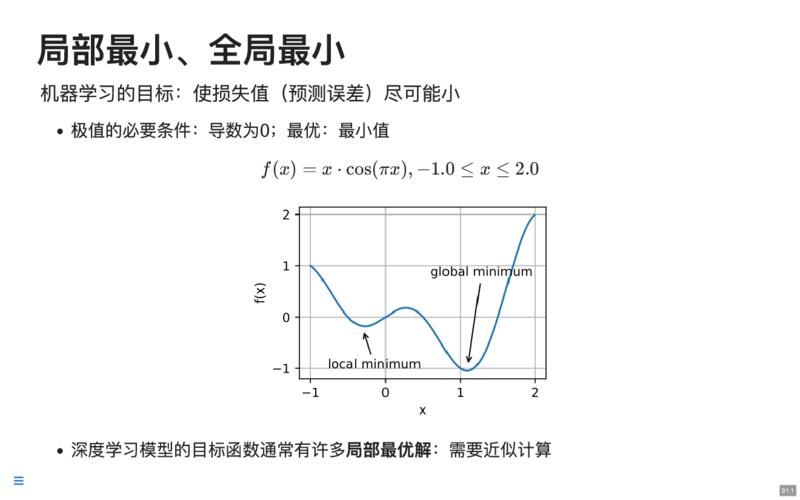 局部最小、全局最小
机器学习的目标：使损失值（预测误差）尽可能小
• 极值的必要条件：导数为0；最优：最小值
f(x) = x · cos(πx), −1.0 ≤ x ≤ 2.0
2
global minimum
1
f(x)
0
local minimum
−1
−1 0 1 2
x
• 深度学习模型的目标函数通常有许多局部最优解：需要近似计算
31.1